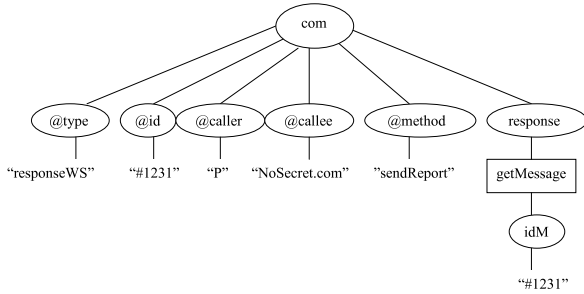 com
@type @id @caller @callee @method response
“responseWS” “#1231” “P” “NoSecret.com” ”sendReport” getMessage
idM
“#1231”